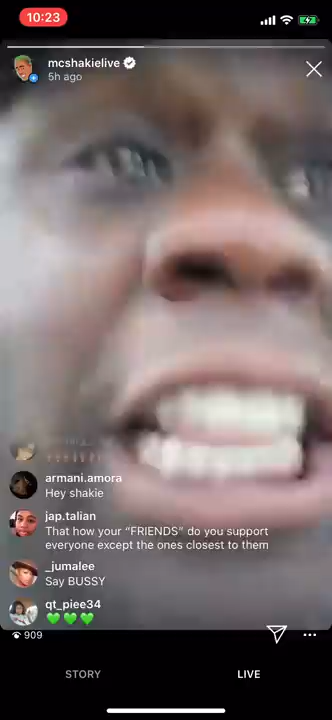 10:23
mcshakielive
5h ago
armani.amora
Hey shakie
jap.talian
That how your “FRIENDS” do you support
everyone except the ones closest to them
_jumalee
Say BUSSY
qt_piee34
💚 💚 💚
909
STORY
LIVE